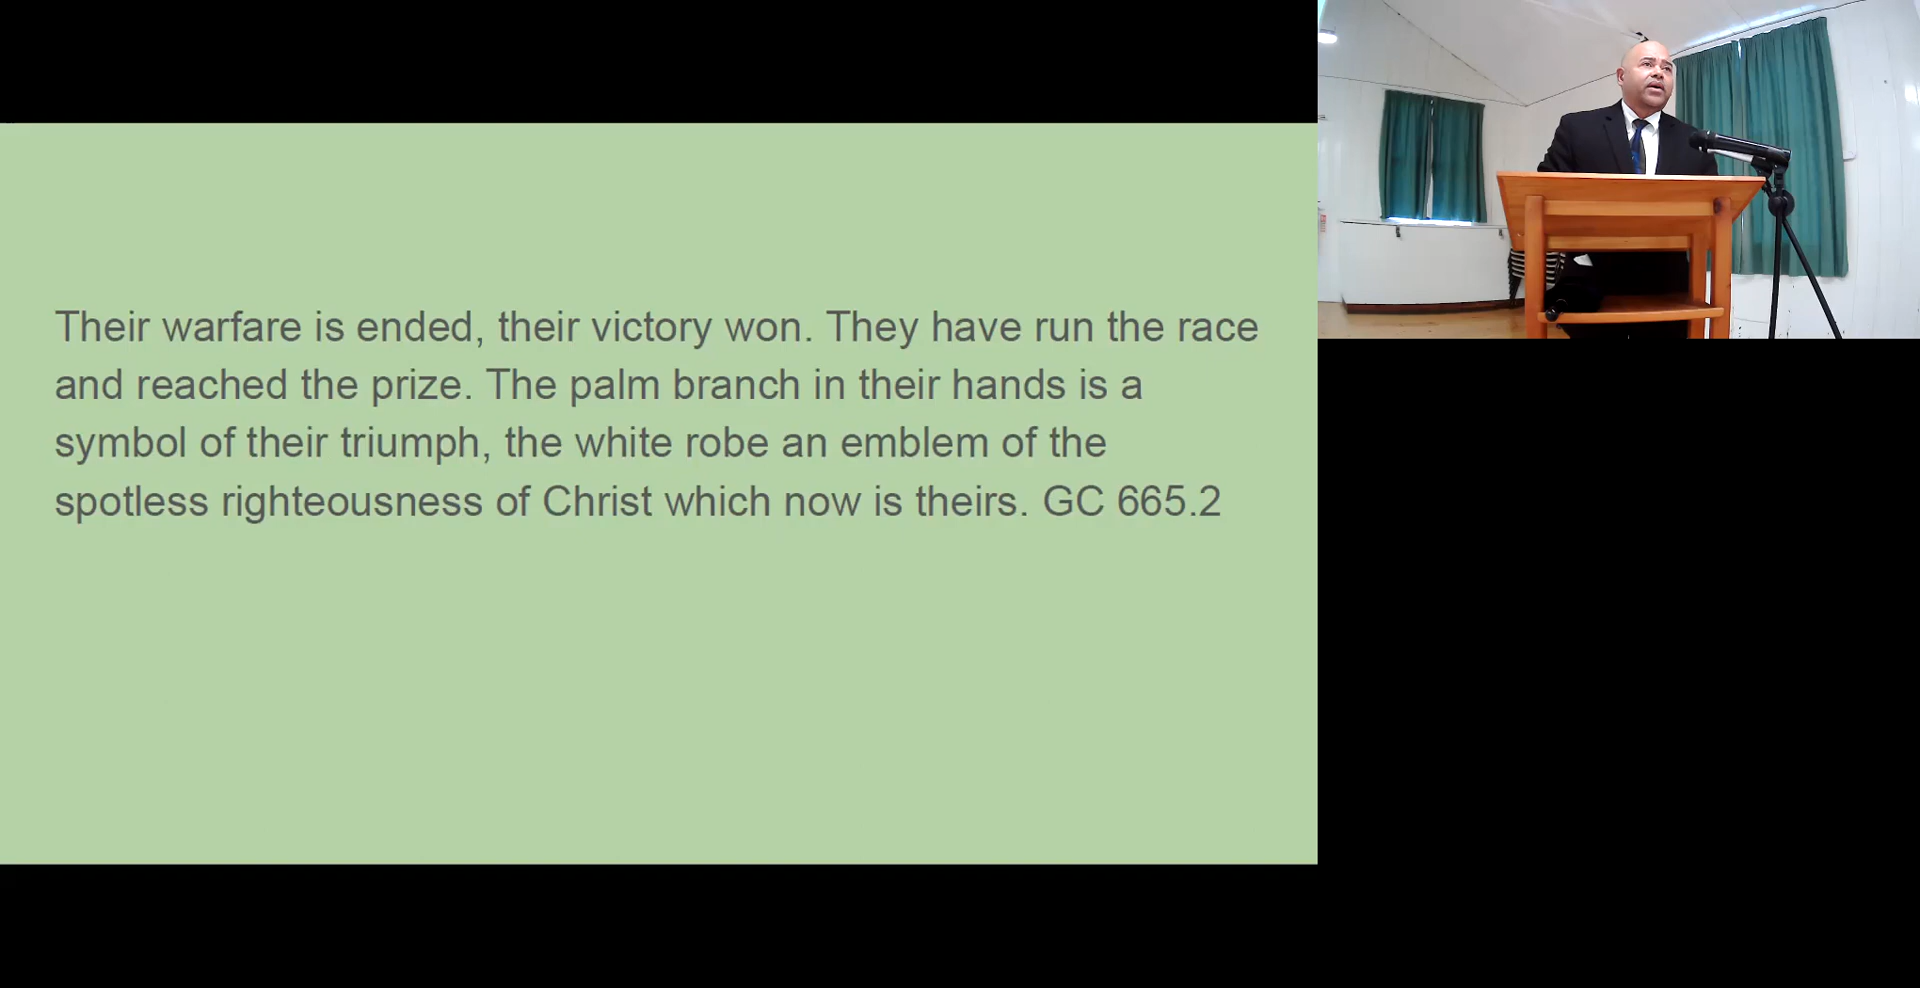 Their warfare is ended, their victory won. They have run the race
and reached the prize. The palm branch in their hands is a
symbol of their triumph, the white robe an emblem of the
spotless righteousness of Christ which now is theirs. GC 665.2